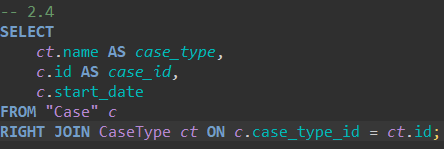 -- 2.4
SELECT
ct.name AS case_type,
c.id AS case_id,
c.start_date
FROM "Case" c
RIGHT JOIN CaseType ct ON c.case_type_id = ct.id;